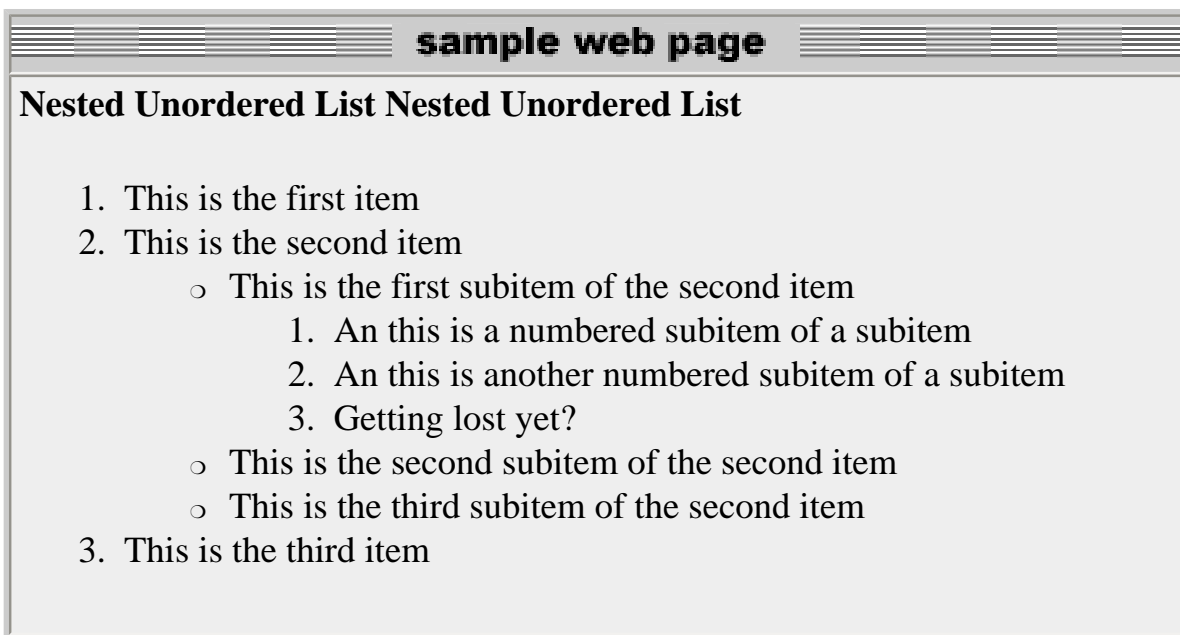 sample web page
Nested Unordered List Nested Unordered List
1. This is the first item
2. This is the second item
❍ This is the first subitem of the second item
1. An this is a numbered subitem of a subitem
2. An this is another numbered subitem of a subitem
3. Getting lost yet?
❍ This is the second subitem of the second item
❍ This is the third subitem of the second item
3. This is the third item